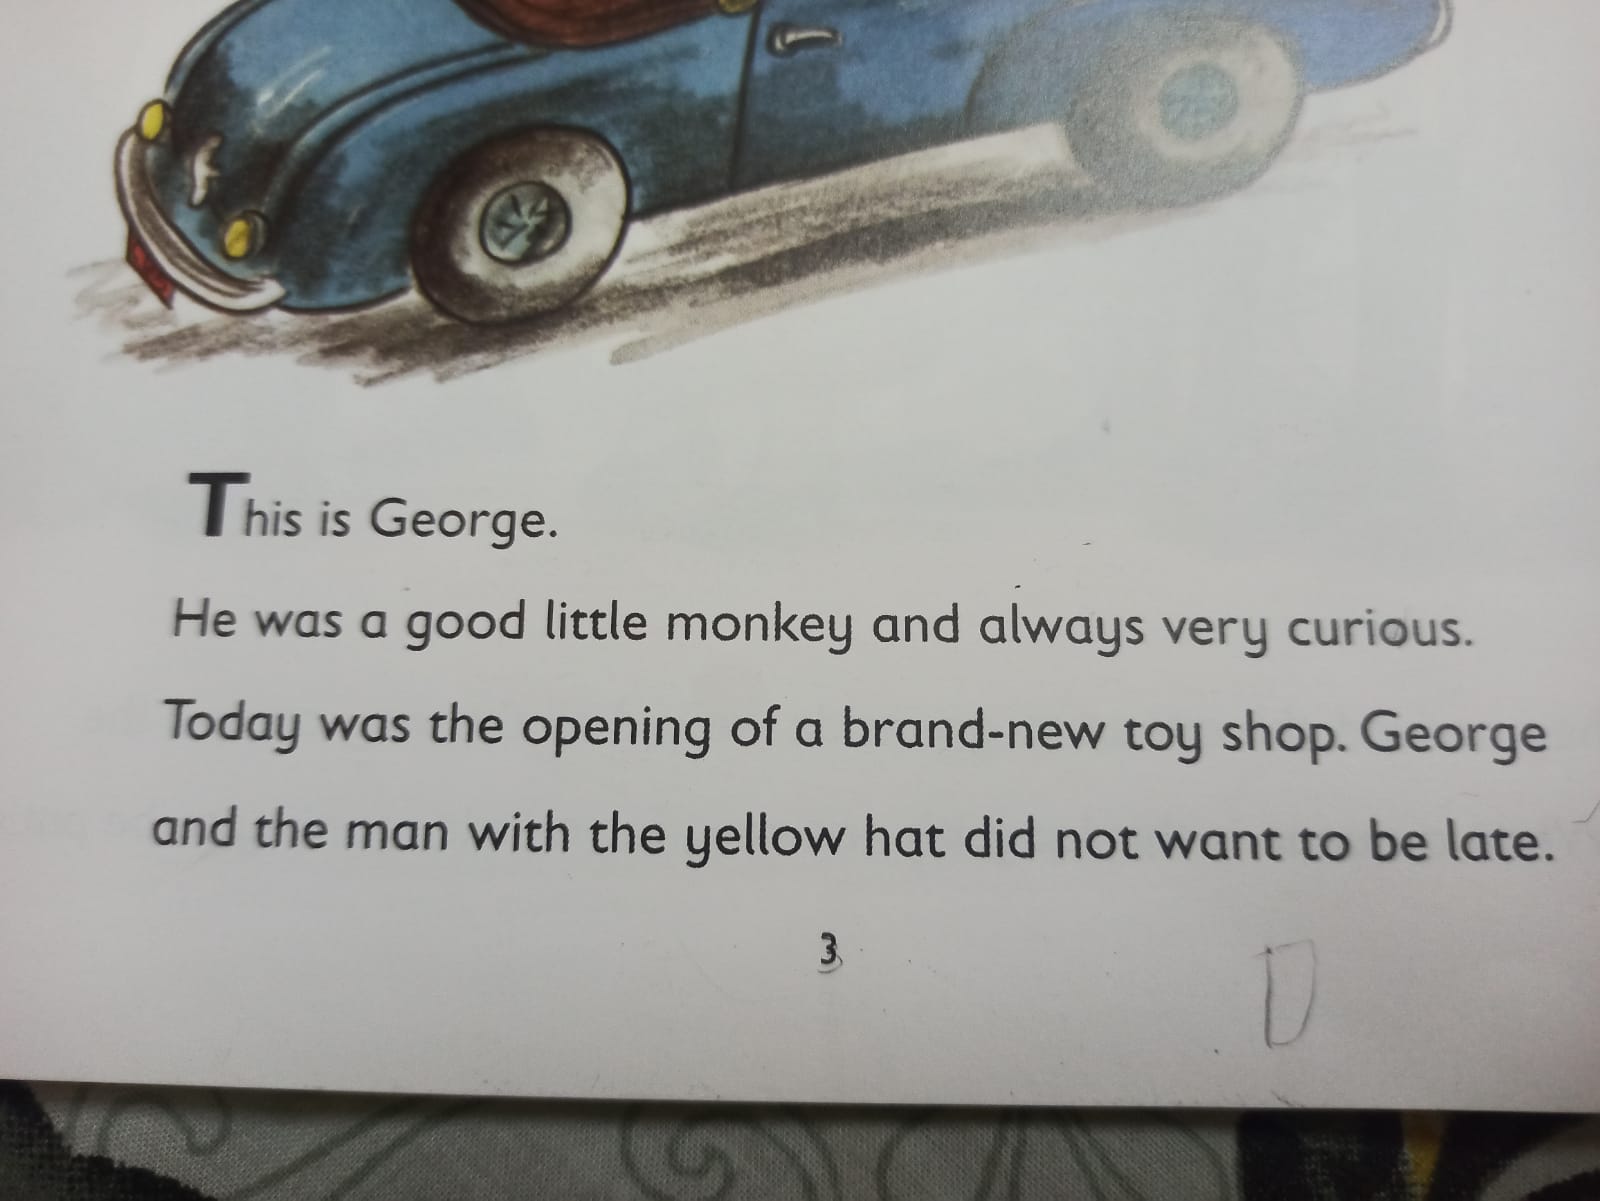 This is George.
He was a good little monkey and always very curious.
Today was the opening of a brand-new toy shop. George
and the man with the yellow hat did not want to be late.
3
D